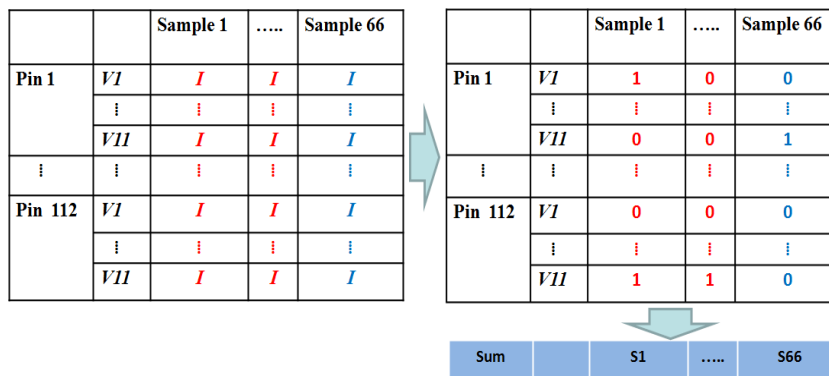 Sample 1 ..... Sample 66
Pin 1 V1 I I I
⁞ ⁞ ⁞ ⁞
V11 I I I
⁞ ⁞ ⁞ ⁞ ⁞
Pin 112 V1 I I I
⁞ ⁞ ⁞ ⁞
V11 I I I
Sample 1 ..... Sample 66
Pin 1 V1 1 0 0
⁞ ⁞ ⁞ ⁞
V11 0 0 1
⁞ ⁞ ⁞ ⁞ ⁞
Pin 112 V1 0 0 0
⁞ ⁞ ⁞ ⁞
V11 1 1 0
Sum S1 ..... S66